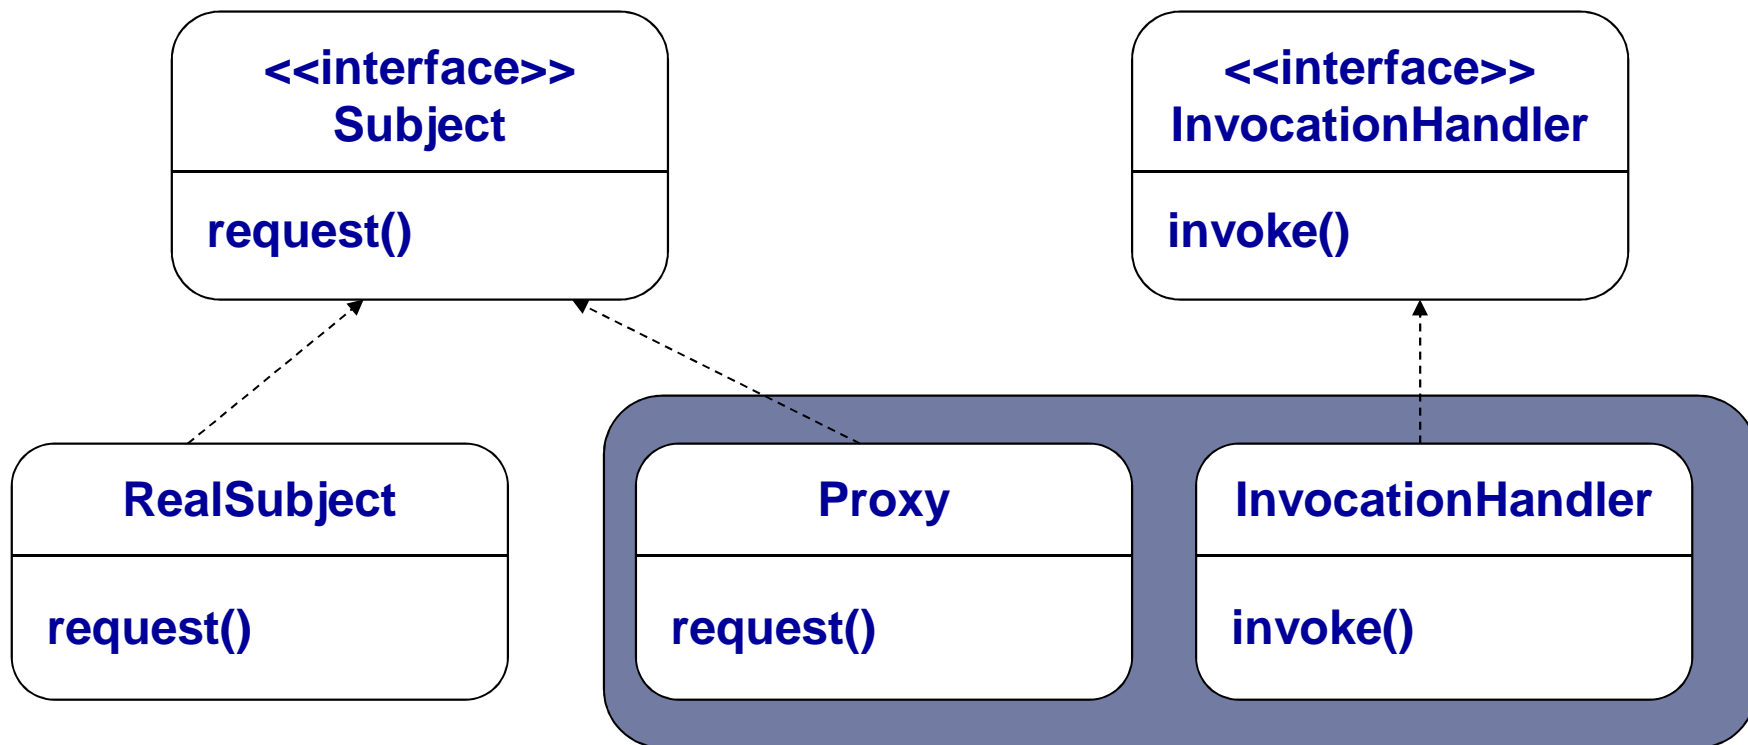 <<interface>>
Subject
request()
<<interface>>
InvocationHandler
invoke()
RealSubject
request()
Proxy
request()
InvocationHandler
invoke()